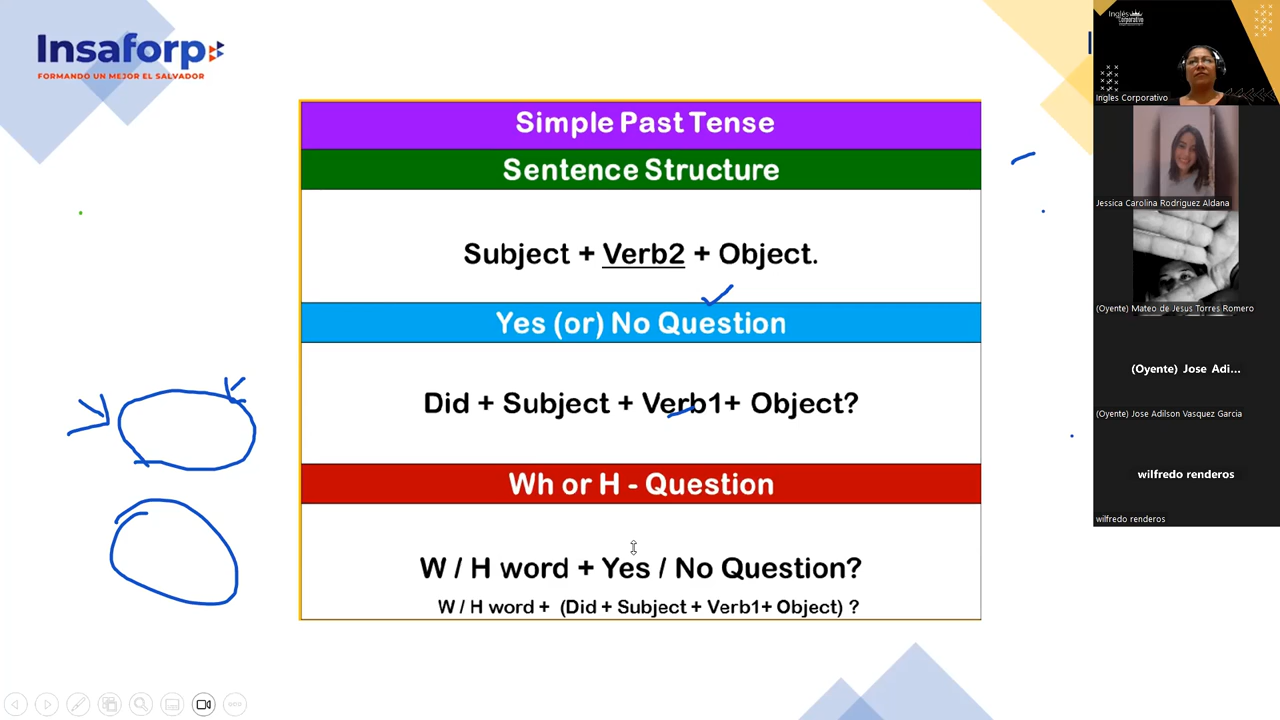 Insaforp
FORMANDO UN MEJOR EL SALVADOR
Simple Past Tense
Sentence Structure
Subject + Verb2 + Object.
Yes (or) No Question
Did + Subject + Verb1+ Object?
Wh or H - Question
W / H word + Yes / No Question?
W / H word + (Did + Subject + Verb1+ Object) ?
Inglés
Corporativo
Ingles Corporativo
Jessica Carolina Rodriguez Aldana
(Oyente) Mateo de Jesus Torres Romero
(Oyente) Jose Adi...
(Oyente) Jose Adilson Vasquez Garcia
wilfredo renderos
wilfredo renderos